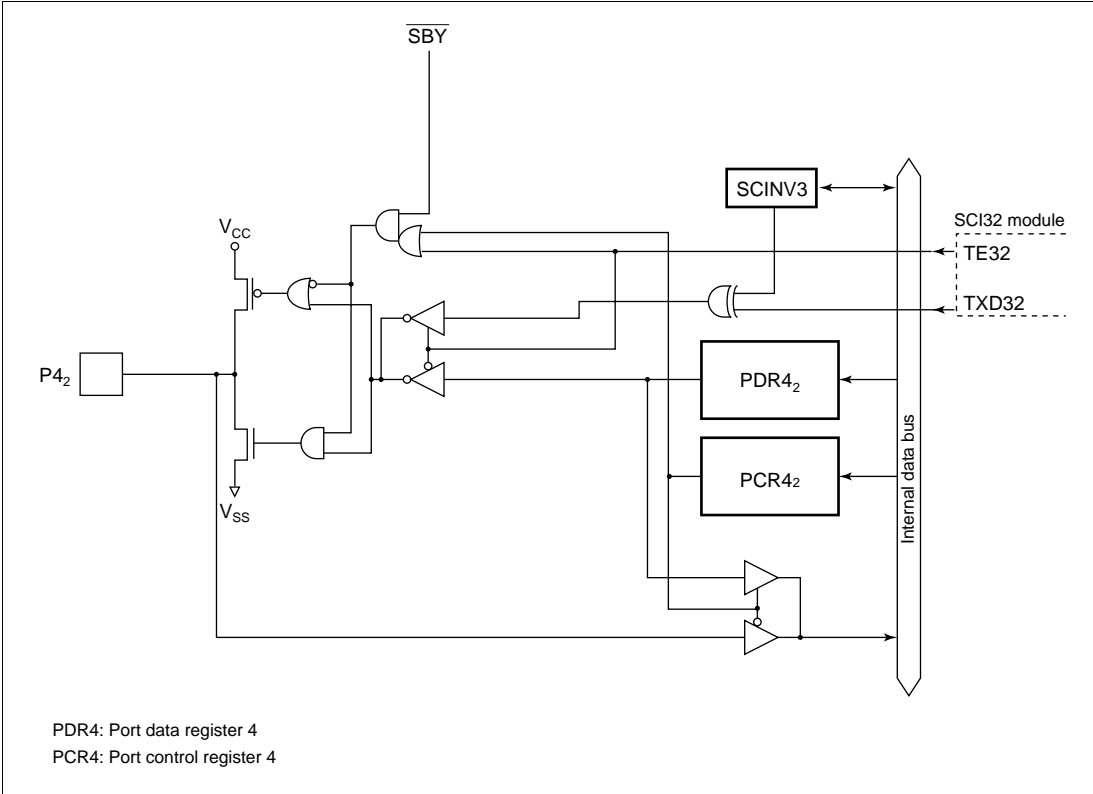 SBY
SCINV3
VCC
SCI32 module
TE32
TXD32
P42
PDR42
PCR42
VSS
Internal data bus
PDR4: Port data register 4
PCR4: Port control register 4